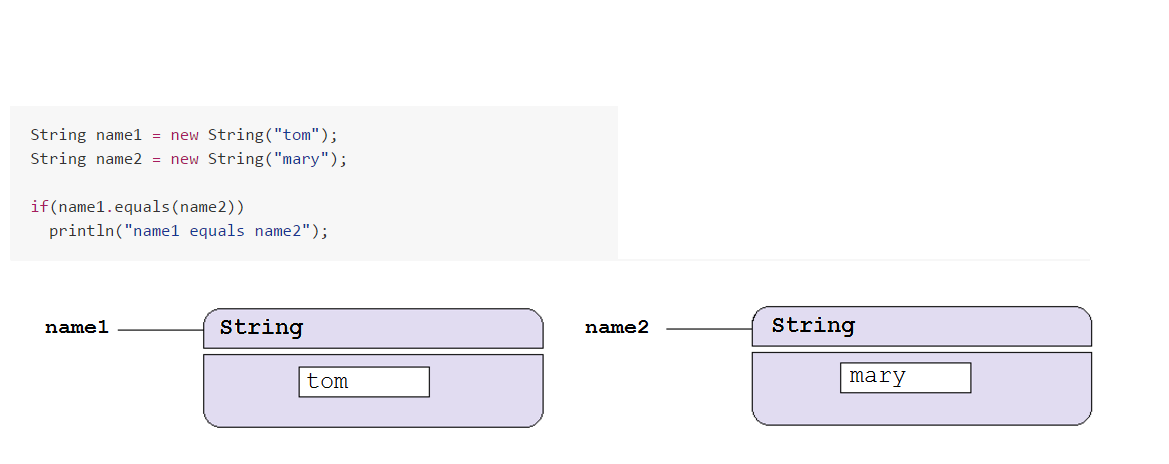 String name1 = new String("tom");
String name2 = new String("mary");
if(name1.equals(name2))
println("name1 equals name2");
name1 String name2 String
tom mary